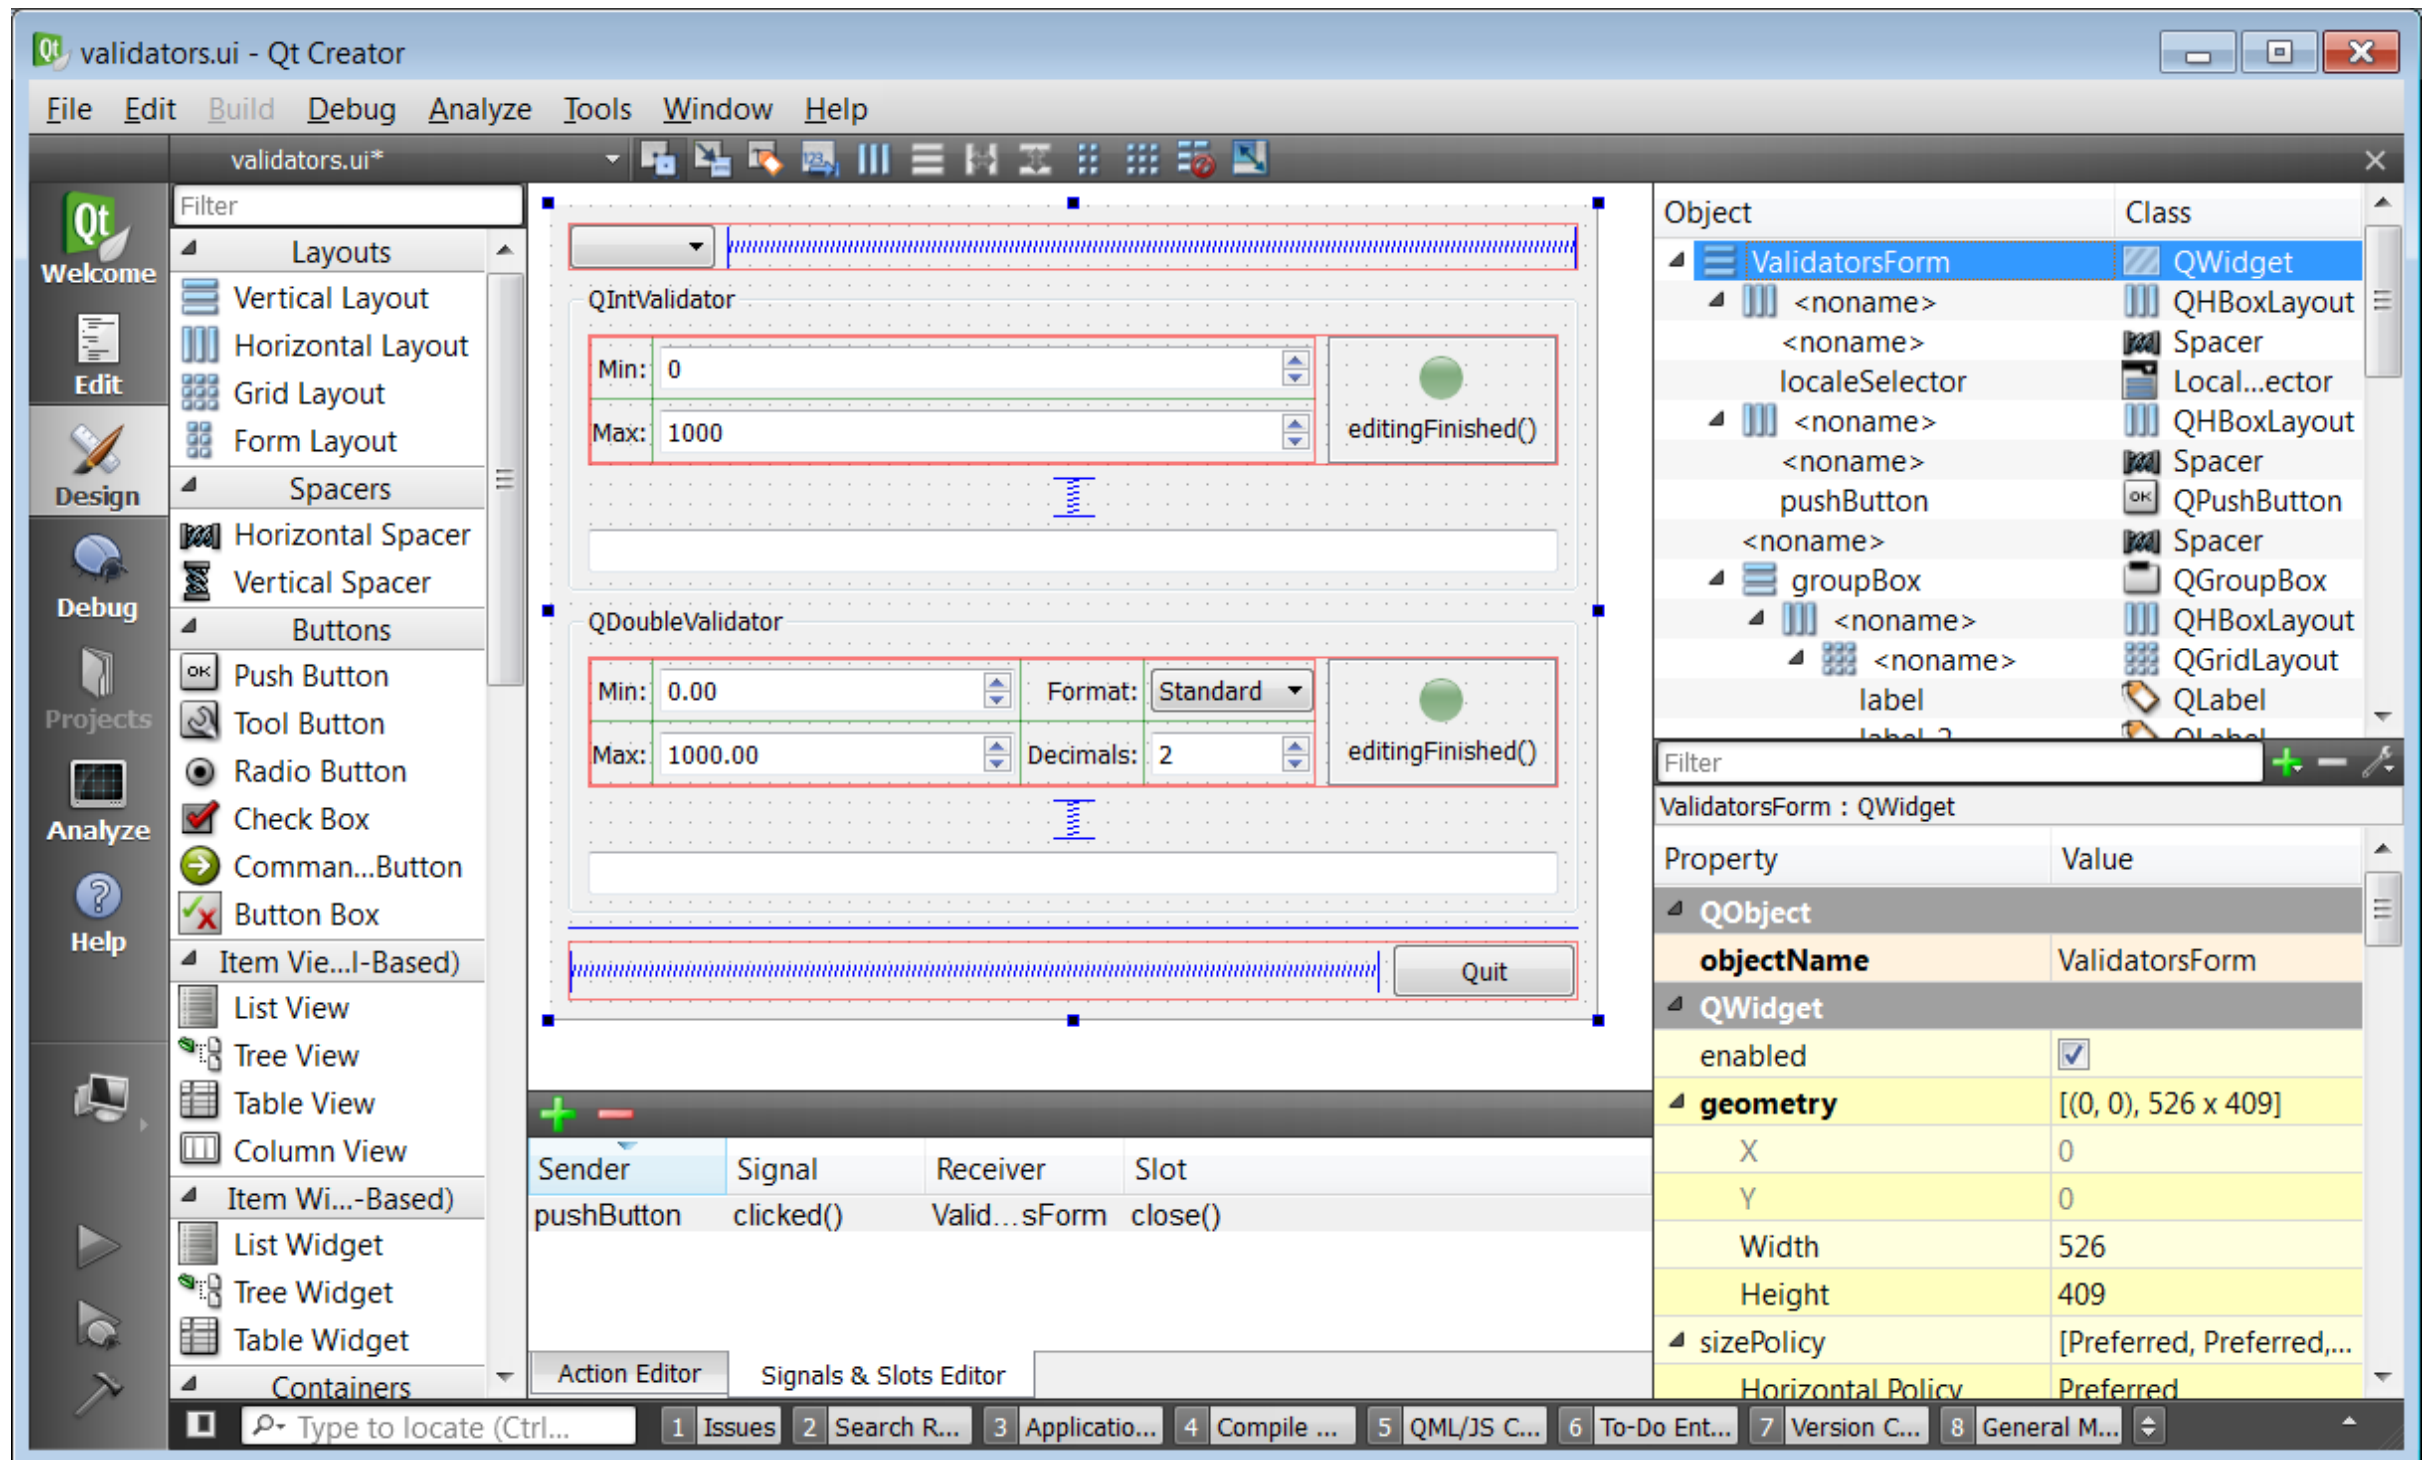 validators.ui - Qt Creator
File Edit Build Debug Analyze Tools Window Help
validators.ui*
Qt
Welcome
Edit
Design
Debug
Projects
Analyze
Help
Filter
Layouts
Vertical Layout
Horizontal Layout
Grid Layout
Form Layout
Spacers
Horizontal Spacer
Vertical Spacer
Buttons
OK Push Button
Tool Button
Radio Button
Check Box
Comman...Button
Button Box
Item Vie...l-Based)
List View
Tree View
Table View
Column View
Item Wi...-Based)
List Widget
Tree Widget
Table Widget
Containers
QIntValidator
Min: 0
Max: 1000
editingFinished()
QDoubleValidator
Min: 0.00 Format: Standard
Max: 1000.00 Decimals: 2
editingFinished()
Quit
Sender Signal Receiver Slot
pushButton clicked() Valid...sForm close()
Action Editor Signals & Slots Editor
Object Class
ValidatorsForm QWidget
<noname> QHBoxLayout
<noname> Spacer
localeSelector Local...ector
<noname> QHBoxLayout
<noname> Spacer
pushButton OK QPushButton
<noname> Spacer
groupBox QGroupBox
<noname> QHBoxLayout
<noname> QGridLayout
label QLabel
label_2 QLabel
Filter
ValidatorsForm : QWidget
Property Value
QObject
objectName ValidatorsForm
QWidget
enabled
geometry [(0, 0), 526 x 409]
X 0
Y 0
Width 526
Height 409
sizePolicy [Preferred, Preferred,...
Horizontal Policy Preferred
Type to locate (Ctrl...
1 Issues 2 Search R... 3 Applicatio... 4 Compile ... 5 QML/JS C... 6 To-Do Ent... 7 Version C... 8 General M...